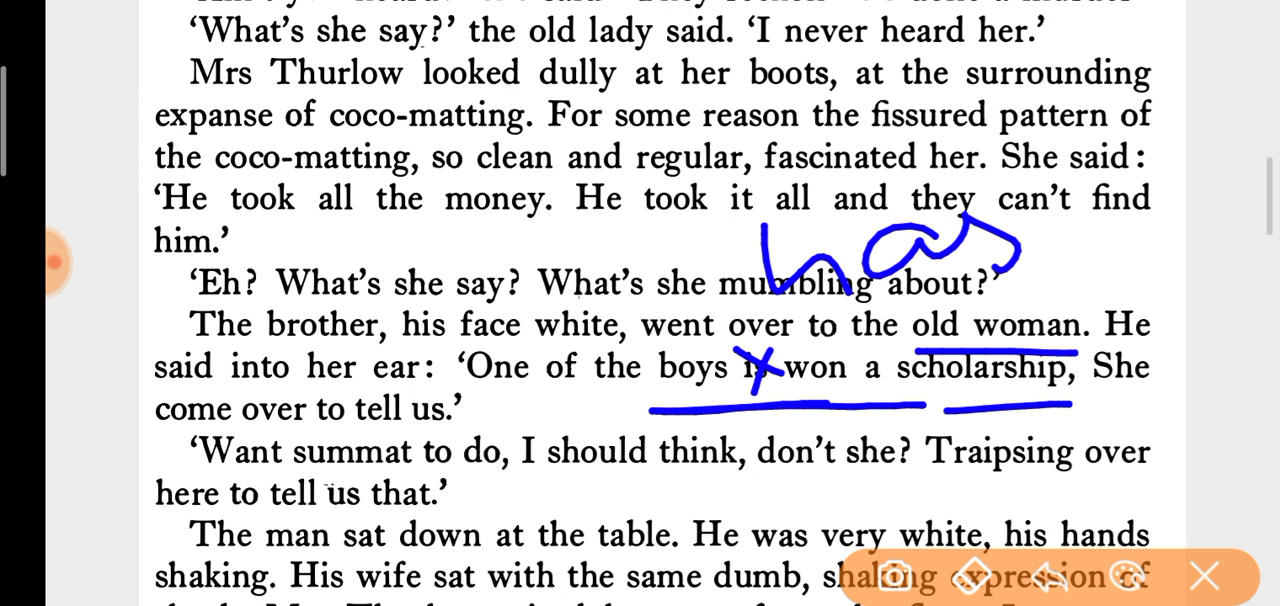 ‘What’s she say?’ the old lady said. ‘I never heard her.’
Mrs Thurlow looked dully at her boots, at the surrounding
expanse of coco-matting. For some reason the fissured pattern of
the coco-matting, so clean and regular, fascinated her. She said:
‘He took all the money. He took it all and they can’t find
him.’
has
‘Eh? What’s she say? What’s she mumbling about?’
The brother, his face white, went over to the old woman. He
said into her ear: ‘One of the boys is won a scholarship, She
come over to tell us.’
‘Want summat to do, I should think, don’t she? Traipsing over
here to tell us that.’
The man sat down at the table. He was very white, his hands
shaking. His wife sat with the same dumb, shaking expression of